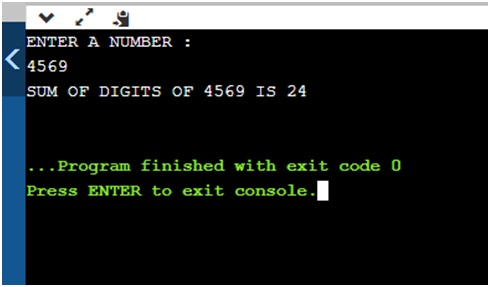 ENTER A NUMBER :
4569
SUM OF DIGITS OF 4569 IS 24
...Program finished with exit code 0
Press ENTER to exit console.